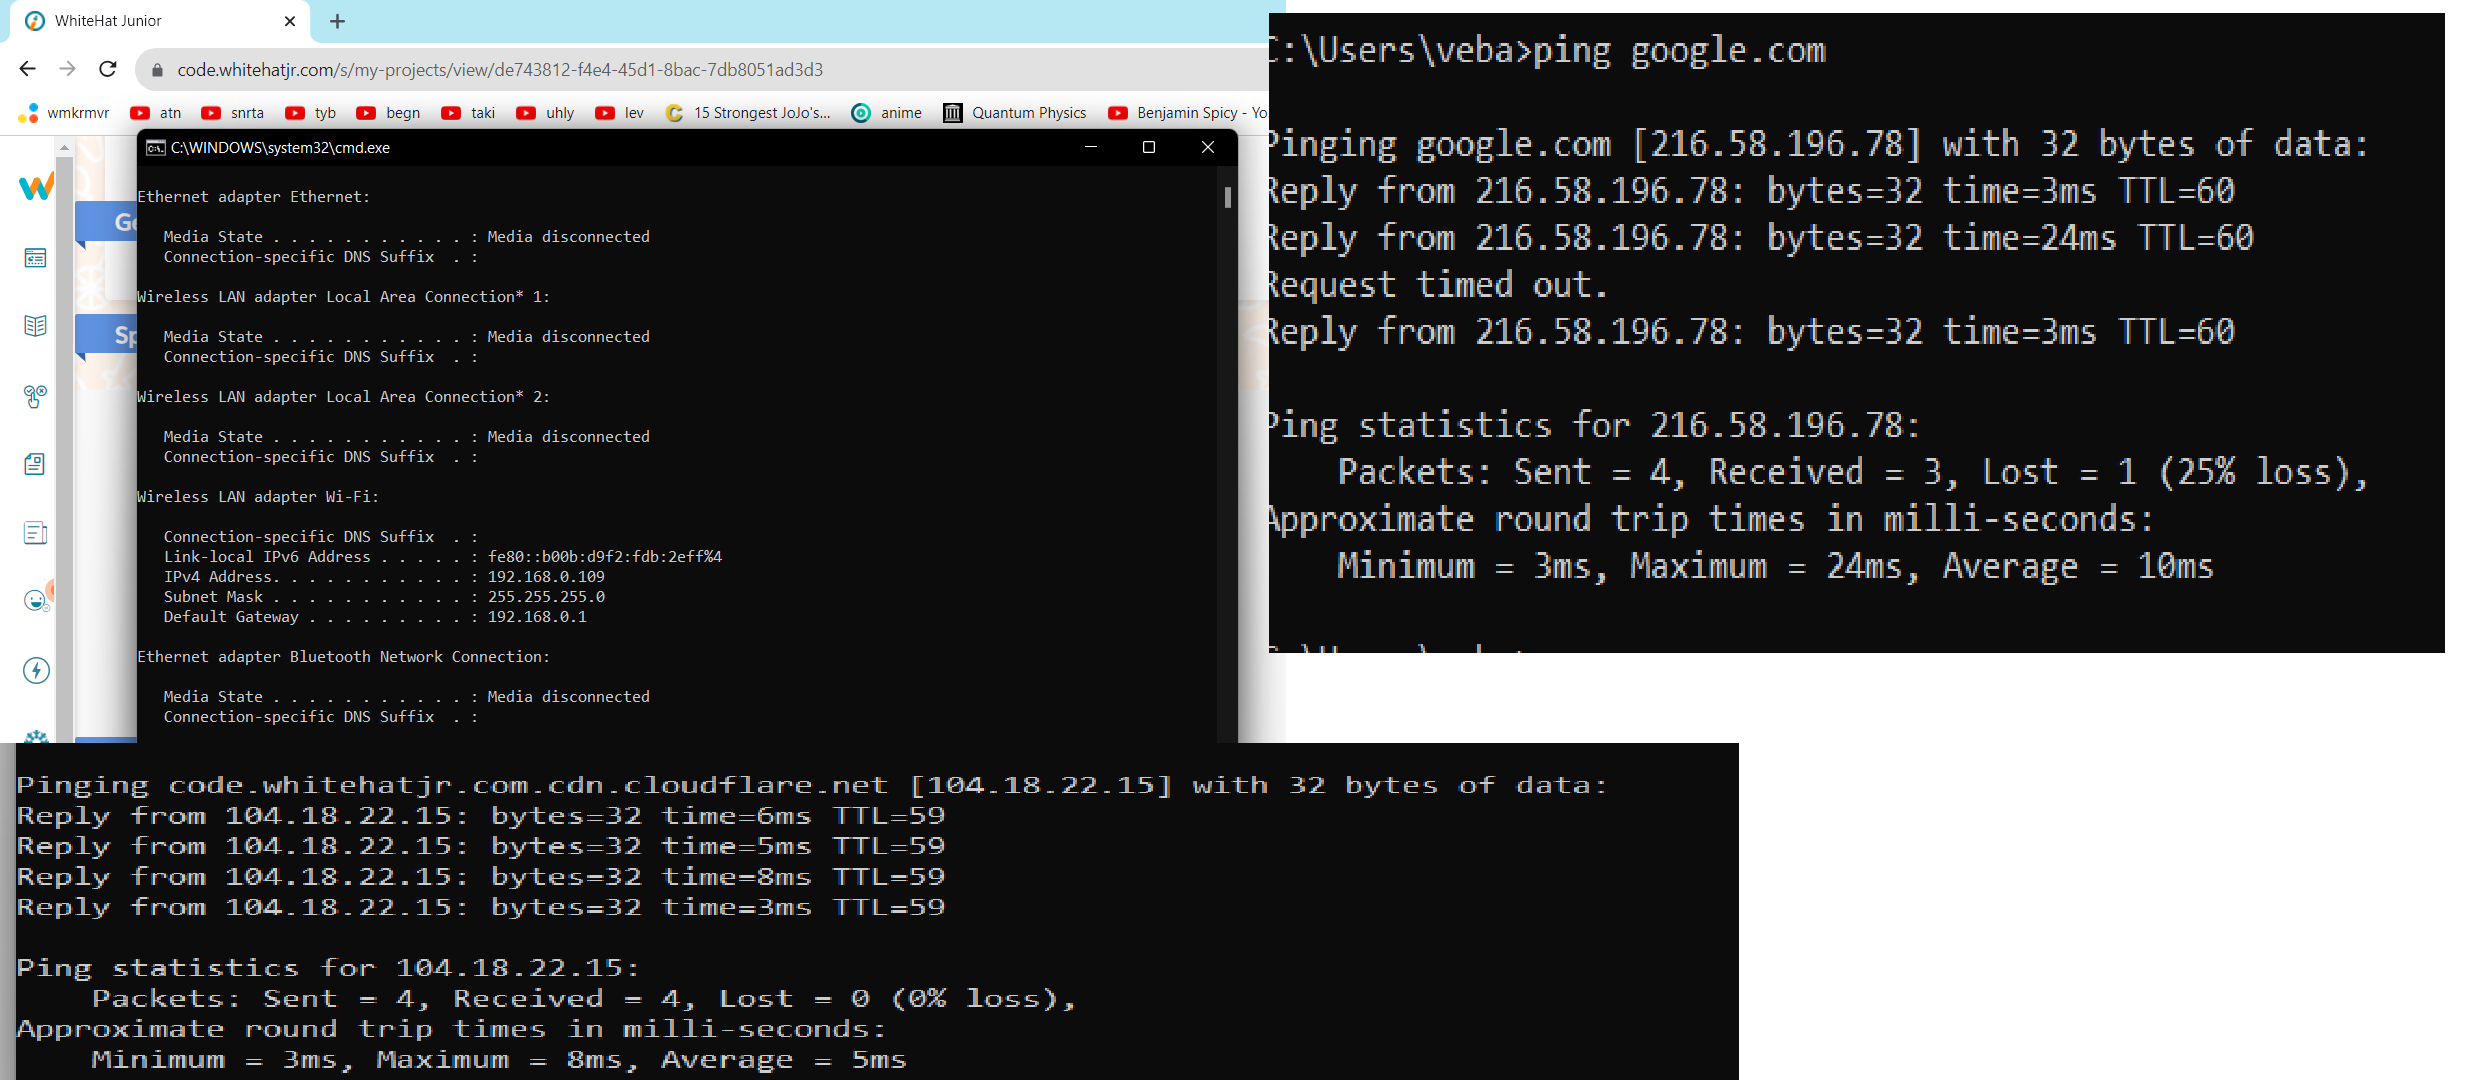 WhiteHat Junior
code.whitehatjr.com/s/my-projects/view/de743812-f4e4-45d1-8bac-7db8051ad3d3
wmkrmvr atn snrta tyb begn taki uhly lev 15 Strongest JoJo's... anime Quantum Physics Benjamin Spicy - Yo
C:\WINDOWS\system32\cmd.exe
Ge
Sp
Ethernet adapter Ethernet:
Media State . . . . . . . . . . . : Media disconnected
Connection-specific DNS Suffix  . :
Wireless LAN adapter Local Area Connection* 1:
Media State . . . . . . . . . . . : Media disconnected
Connection-specific DNS Suffix  . :
Wireless LAN adapter Local Area Connection* 2:
Media State . . . . . . . . . . . : Media disconnected
Connection-specific DNS Suffix  . :
Wireless LAN adapter Wi-Fi:
Connection-specific DNS Suffix  . :
Link-local IPv6 Address . . . . . : fe80::b00b:d9f2:fdb:2eff%4
IPv4 Address. . . . . . . . . . . : 192.168.0.109
Subnet Mask . . . . . . . . . . . : 255.255.255.0
Default Gateway . . . . . . . . . : 192.168.0.1
Ethernet adapter Bluetooth Network Connection:
Media State . . . . . . . . . . . : Media disconnected
Connection-specific DNS Suffix  . :
C:\Users\veba>ping google.com
Pinging google.com [216.58.196.78] with 32 bytes of data:
Reply from 216.58.196.78: bytes=32 time=3ms TTL=60
Reply from 216.58.196.78: bytes=32 time=24ms TTL=60
Request timed out.
Reply from 216.58.196.78: bytes=32 time=3ms TTL=60
Ping statistics for 216.58.196.78:
Packets: Sent = 4, Received = 3, Lost = 1 (25% loss),
Approximate round trip times in milli-seconds:
Minimum = 3ms, Maximum = 24ms, Average = 10ms
Pinging code.whitehatjr.com.cdn.cloudflare.net [104.18.22.15] with 32 bytes of data:
Reply from 104.18.22.15: bytes=32 time=6ms TTL=59
Reply from 104.18.22.15: bytes=32 time=5ms TTL=59
Reply from 104.18.22.15: bytes=32 time=8ms TTL=59
Reply from 104.18.22.15: bytes=32 time=3ms TTL=59
Ping statistics for 104.18.22.15:
Packets: Sent = 4, Received = 4, Lost = 0 (0% loss),
Approximate round trip times in milli-seconds:
Minimum = 3ms, Maximum = 8ms, Average = 5ms